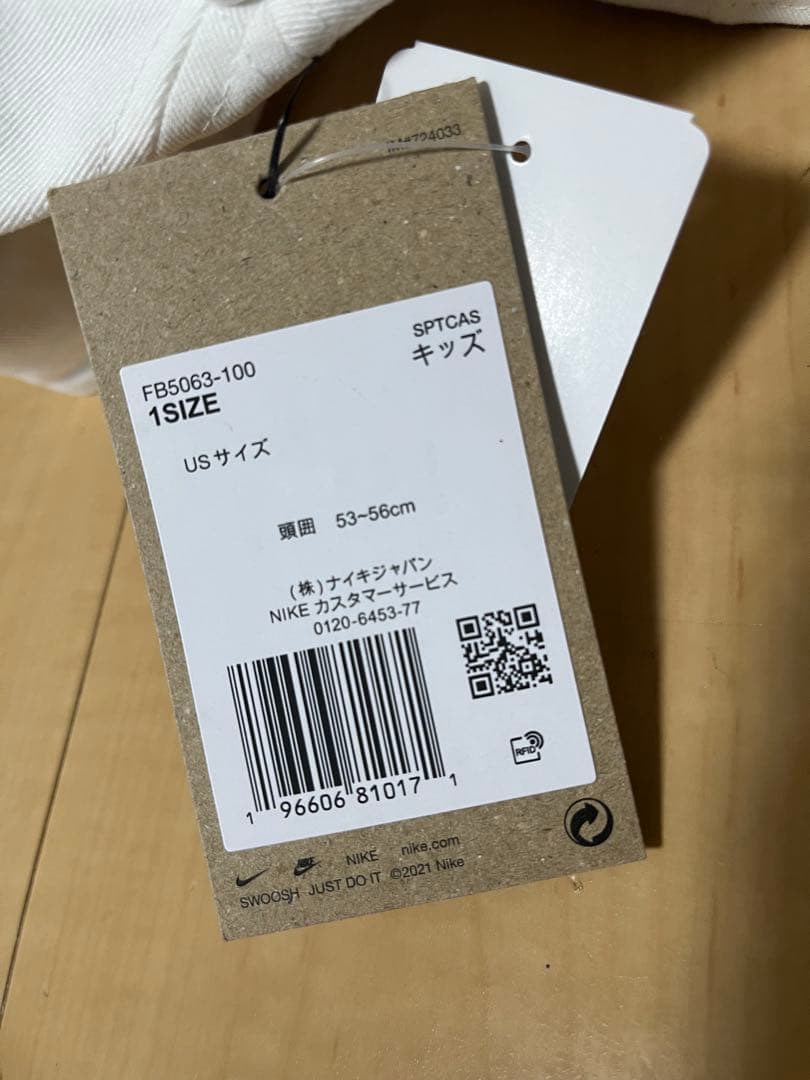 724033
SPTCAS
キッズ
FB5063-100
1SIZE
USサイズ
頭囲 53~56cm
(株)ナイキジャパン
NIKE カスタマーサービス
0120-6453-77
RFID
1 96606 81017 1
NIKE nike.com
SWOOSH JUST DO IT ©2021 Nike